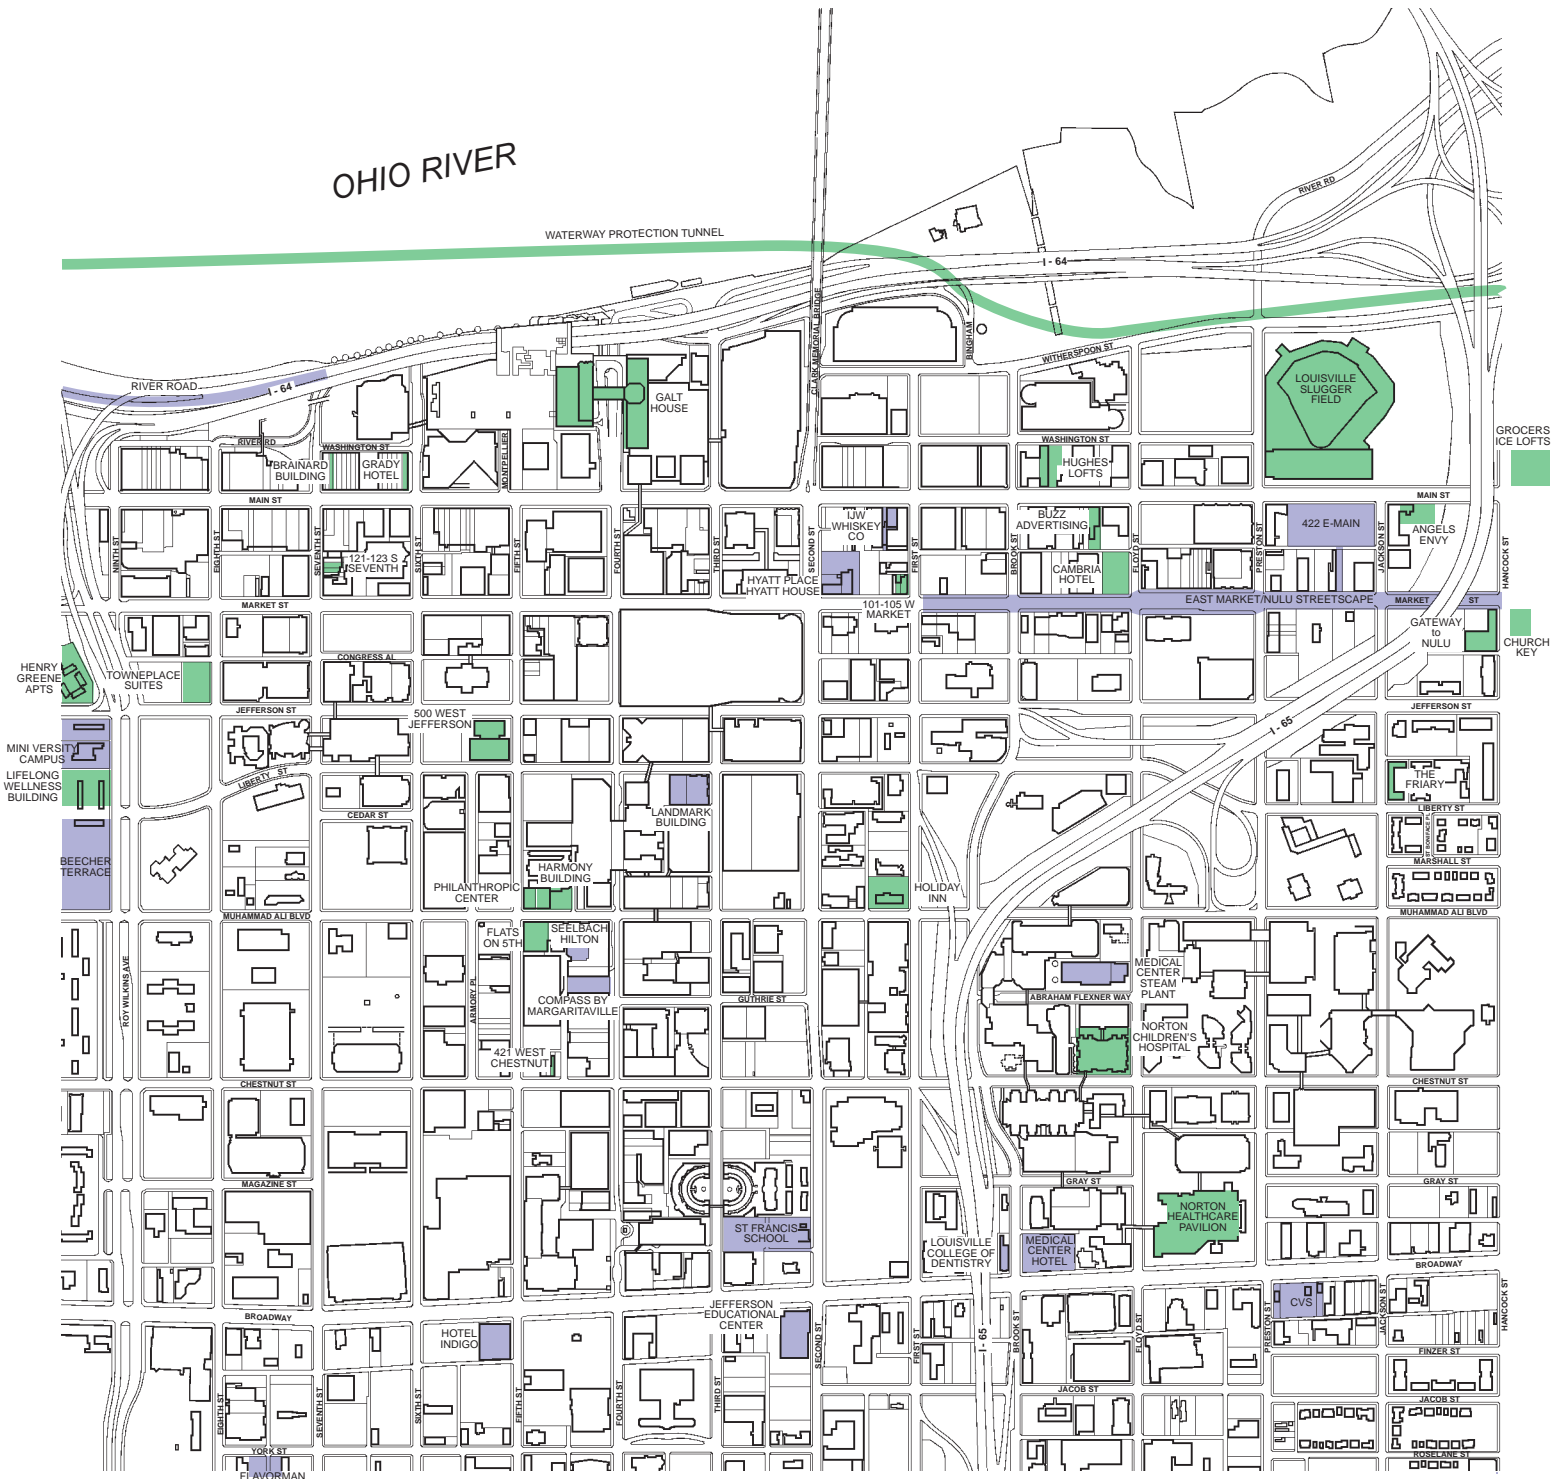 OHIO RIVER
WATERWAY PROTECTION TUNNEL
RIVER RD
I - 64
CLARK MEMORIAL BRIDGE
BINGHAM
WITHERSPOON ST
RIVER ROAD
I - 64
GALT
HOUSE
LOUISVILLE
SLUGGER
FIELD
GROCERS
ICE LOFTS
RIVER RD
WASHINGTON ST
MONTPELIER
WASHINGTON ST
BRAINARD
BUILDING
GRADY
HOTEL
HUGHES
LOFTS
MAIN ST
MAIN ST
IJW
WHISKEY
CO
BUZZ
ADVERTISING
422 E-MAIN
ANGELS
ENVY
NINTH ST
EIGHTH ST
SEVENTH ST
SIXTH ST
FIFTH ST
FOURTH ST
THIRD ST
SECOND ST
FIRST ST
BROOK ST
FLOYD ST
PRESTON ST
JACKSON ST
HANCOCK ST
121-123 S
SEVENTH
HYATT PLACE
HYATT HOUSE
CAMBRIA
HOTEL
MARKET ST
101-105 W
MARKET
EAST MARKET/NULU STREETSCAPE
MARKET
ST
GATEWAY
to
NULU
CHURCH
KEY
CONGRESS AL
HENRY
GREENE
APTS
TOWNEPLACE
SUITES
JEFFERSON ST
500 WEST
JEFFERSON
JEFFERSON ST
I - 65
MINI VERSITY
CAMPUS
LIFELONG
WELLNESS
BUILDING
LIBERTY ST
THE
FRIARY
LIBERTY ST
CEDAR ST
LANDMARK
BUILDING
ST BONIFACE PL
MARSHALL ST
BEECHER
TERRACE
HARMONY
BUILDING
PHILANTHROPIC
CENTER
HOLIDAY
INN
MUHAMMAD ALI BLVD
MUHAMMAD ALI BLVD
FLATS
ON 5TH
SEELBACH
HILTON
ROY WILKINS AVE
ARMORY PL
MEDICAL
CENTER
STEAM
PLANT
COMPASS BY
MARGARITAVILLE
GUTHRIE ST
ABRAHAM FLEXNER WAY
NORTON
CHILDREN'S
HOSPITAL
421 WEST
CHESTNUT
CHESTNUT ST
CHESTNUT ST
MAGAZINE ST
GRAY ST
GRAY ST
NORTON
HEALTHCARE
PAVILION
ST FRANCIS
SCHOOL
LOUISVILLE
COLLEGE OF
DENTISTRY
MEDICAL
CENTER
HOTEL
BROADWAY
BROADWAY
CVS
JEFFERSON
EDUCATIONAL
CENTER
HOTEL
INDIGO
SECOND ST
FIRST ST
I - 65
BROOK ST
FLOYD ST
PRESTON ST
JACKSON ST
HANCOCK ST
FINZER ST
EIGHTH ST
SEVENTH ST
SIXTH ST
FIFTH ST
FOURTH ST
THIRD ST
JACOB ST
JACOB ST
YORK ST
ROSELANE ST
FLAVORMAN